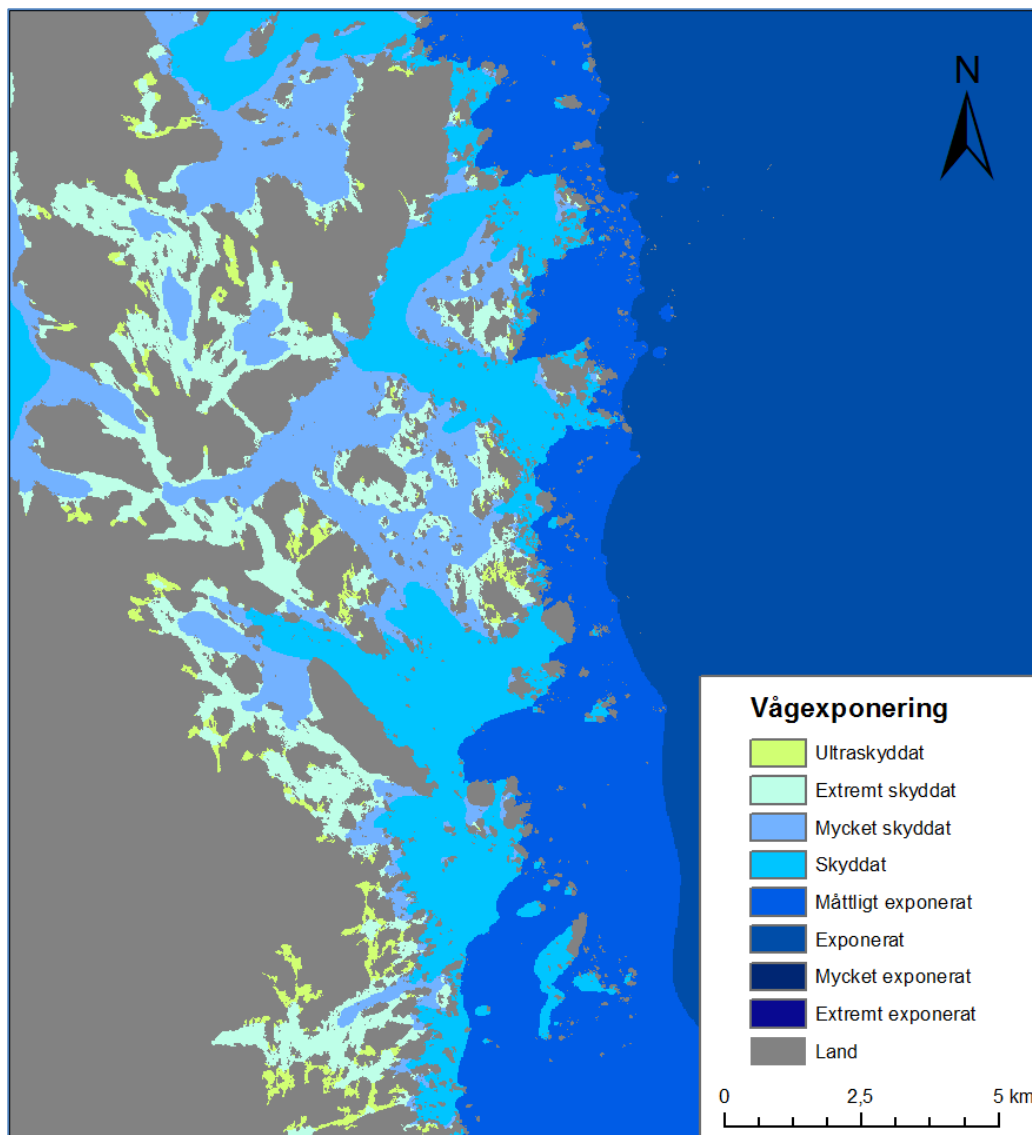 N
Vågexponering
Ultraskyddat
Extremt skyddat
Mycket skyddat
Skyddat
Måttligt exponerat
Exponerat
Mycket exponerat
Extremt exponerat
Land
0 2,5 5 km